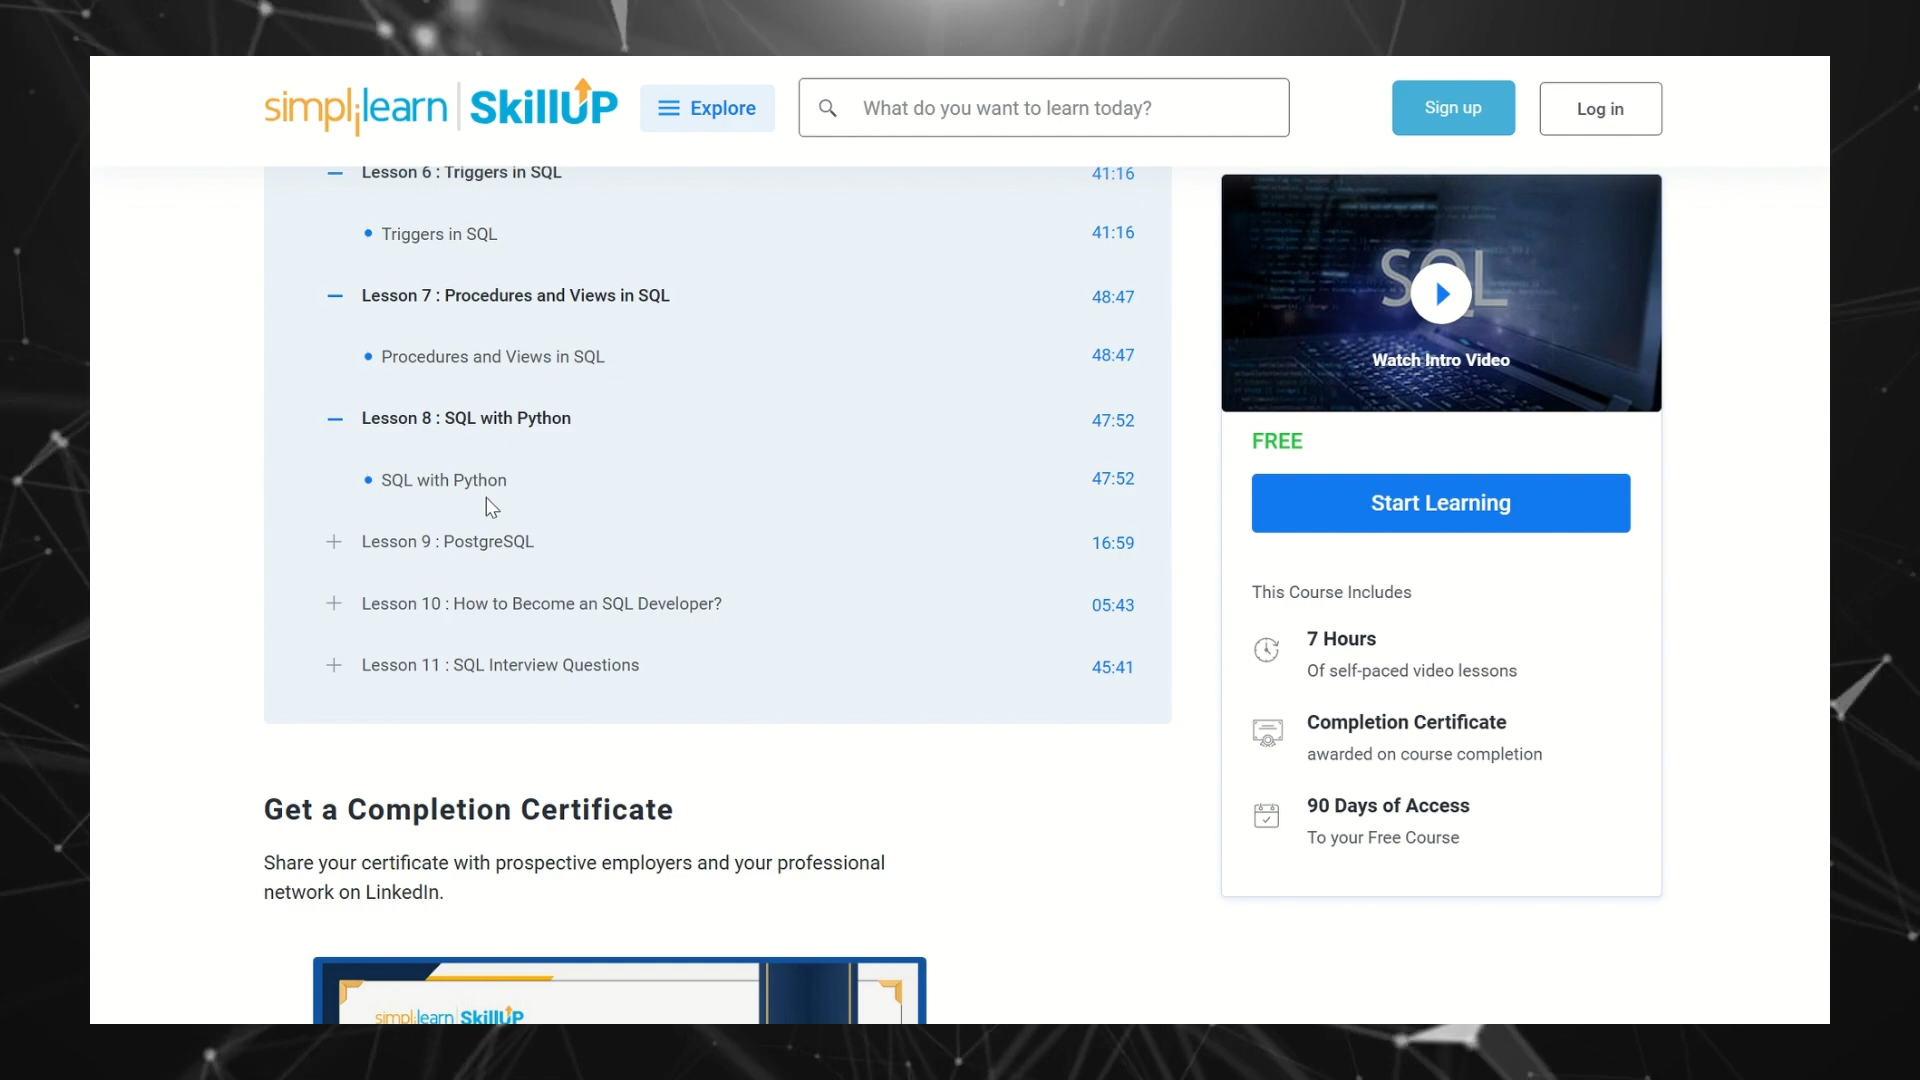 simplilearn | SkillUP
Explore
What do you want to learn today?
Sign up
Log in
Lesson 6 : Triggers in SQL 41:16
Triggers in SQL 41:16
Lesson 7 : Procedures and Views in SQL 48:47
Procedures and Views in SQL 48:47
Lesson 8 : SQL with Python 47:52
SQL with Python 47:52
Lesson 9 : PostgreSQL 16:59
Lesson 10 : How to Become an SQL Developer? 05:43
Lesson 11 : SQL Interview Questions 45:41
Get a Completion Certificate
Share your certificate with prospective employers and your professional
network on LinkedIn.
simplilearn | SkillUP
SQL
Watch Intro Video
FREE
Start Learning
This Course Includes
7 Hours
Of self-paced video lessons
Completion Certificate
awarded on course completion
90 Days of Access
To your Free Course